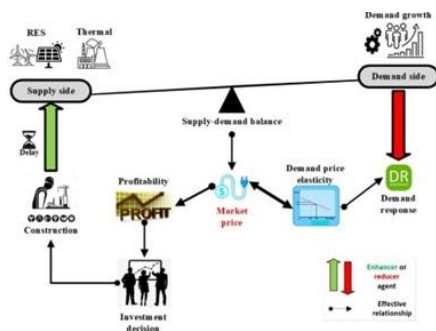 RES
Thermal
Demand growth
Supply side
Demand side
Supply-demand balance
Delay
Profitability
Demand price
elasticity
PROFIT
$
Market
price
DR
Demand
response
Construction
Investment
decision
Enhancer or
reducer
agent
Effective
relationship